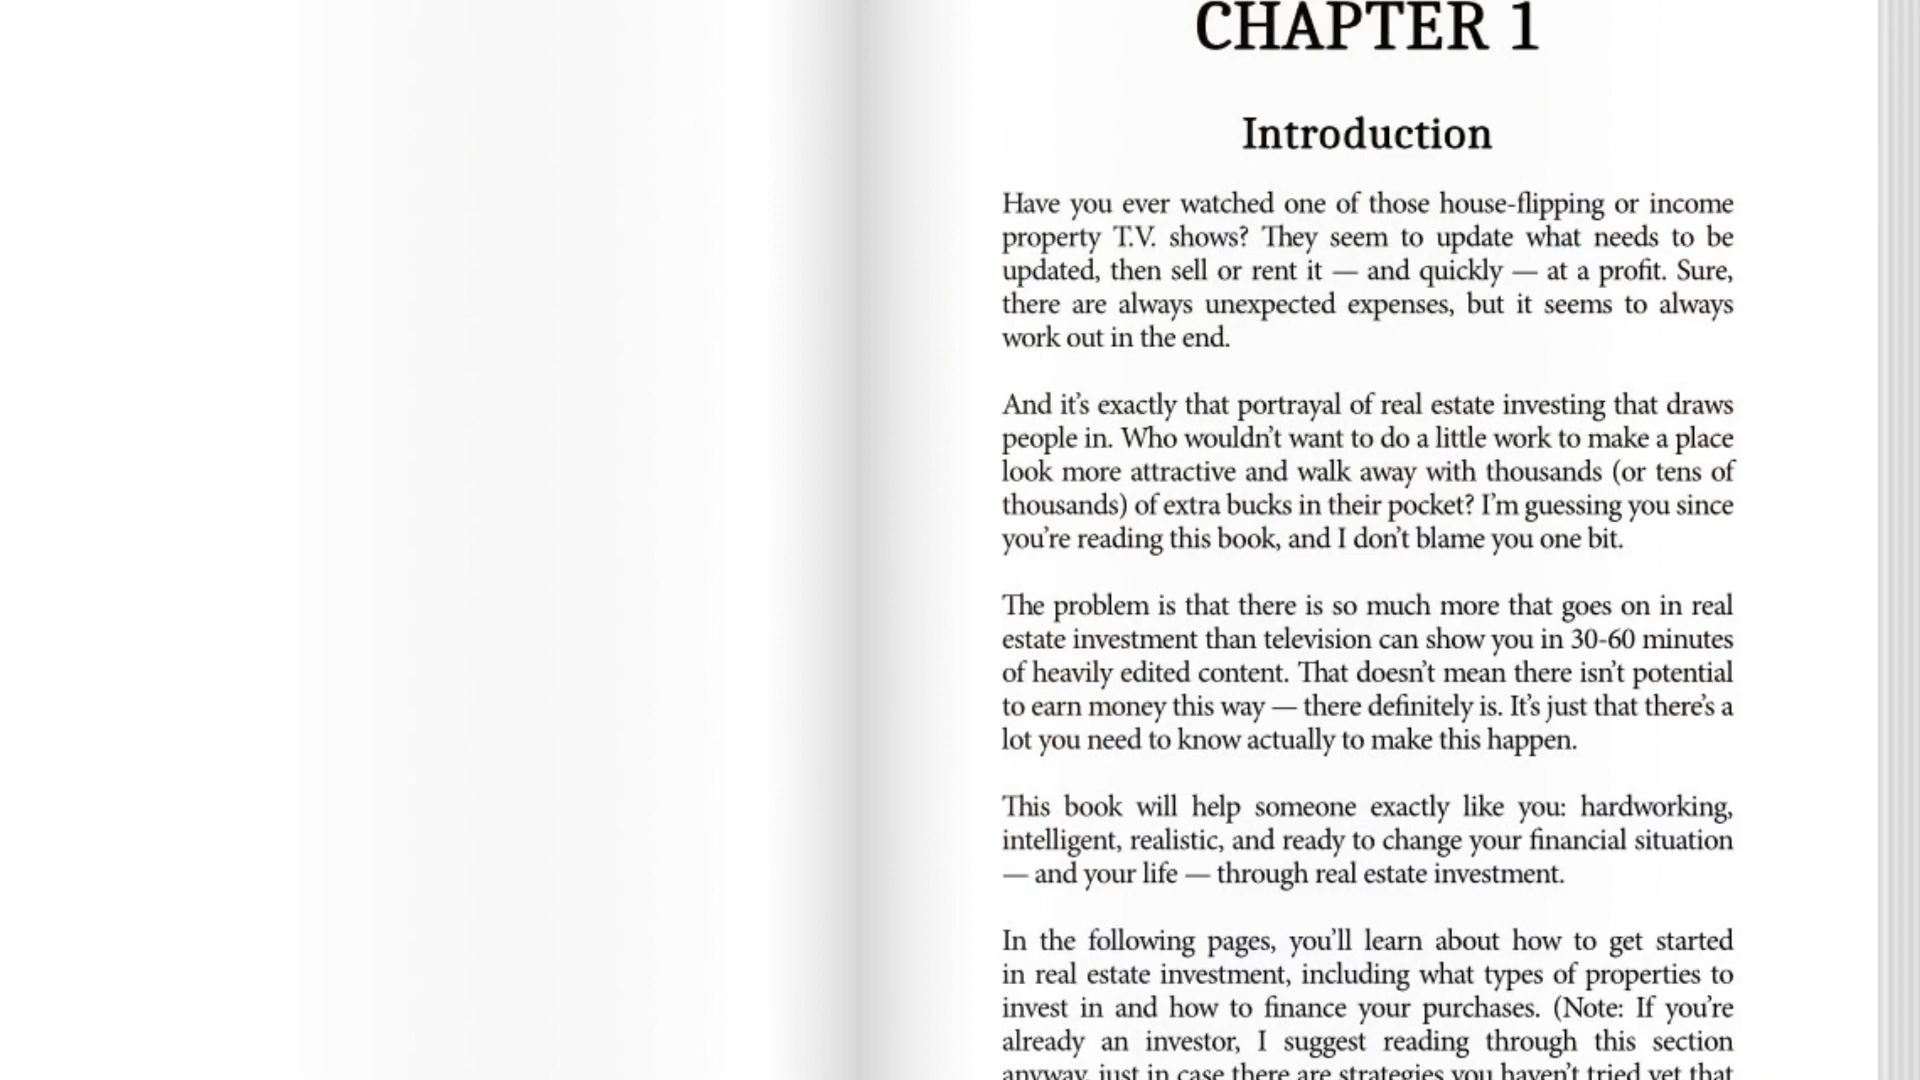 CHAPTER 1
Introduction
Have you ever watched one of those house-flipping or income
property T.V. shows? They seem to update what needs to be
updated, then sell or rent it — and quickly — at a profit. Sure,
there are always unexpected expenses, but it seems to always
work out in the end.
And it’s exactly that portrayal of real estate investing that draws
people in. Who wouldn’t want to do a little work to make a place
look more attractive and walk away with thousands (or tens of
thousands) of extra bucks in their pocket? I’m guessing you since
you’re reading this book, and I don’t blame you one bit.
The problem is that there is so much more that goes on in real
estate investment than television can show you in 30-60 minutes
of heavily edited content. That doesn’t mean there isn’t potential
to earn money this way — there definitely is. It’s just that there’s a
lot you need to know actually to make this happen.
This book will help someone exactly like you: hardworking,
intelligent, realistic, and ready to change your financial situation
— and your life — through real estate investment.
In the following pages, you’ll learn about how to get started
in real estate investment, including what types of properties to
invest in and how to finance your purchases. (Note: If you’re
already an investor, I suggest reading through this section
anyway, just in case there are strategies you haven’t tried yet that